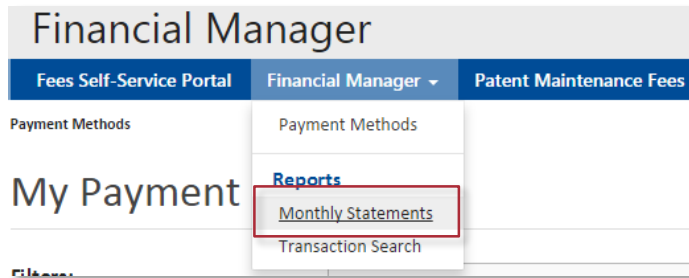 Financial Manager
Fees Self-Service Portal Financial Manager Patent Maintenance Fees
Payment Methods
Payment Methods
My Payment
Reports
Monthly Statements
Transaction Search
Filters: